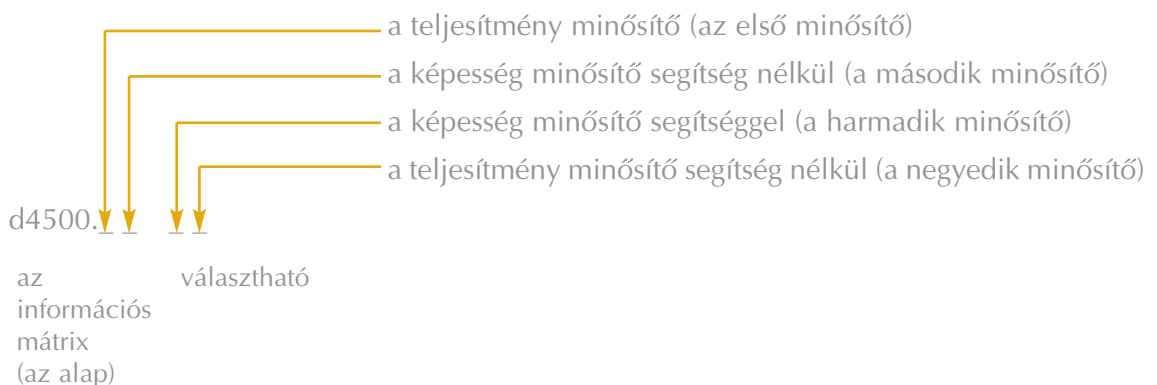 a teljesítmény minősítő (az első minősítő)
a képesség minősítő segítség nélkül (a második minősítő)
a képesség minősítő segítséggel (a harmadik minősítő)
a teljesítmény minősítő segítség nélkül (a negyedik minősítő)
d4500._ _ _ _
az
információs
mátrix
(az alap)
választható